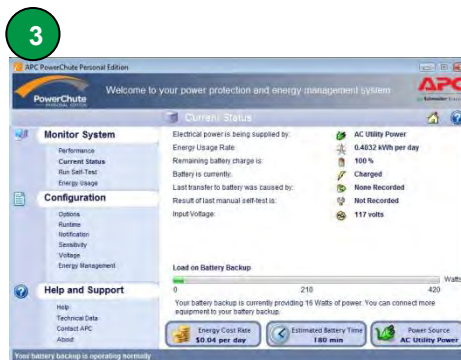 3
APC PowerChute Personal Edition
PowerChute
PERSONAL EDITION
Welcome to your power protection and energy management system
APC
by Schneider Electric
Current Status
Monitor System
Performance
Current Status
Run Self-Test
Energy Usage
Configuration
Options
Runtime
Notification
Sensitivity
Voltage
Energy Management
Help and Support
Help
Technical Data
Contact APC
About
Electrical power is being supplied by: AC Utility Power
Energy Usage Rate: 0.4032 kWh per day
Remaining battery charge is: 100 %
Battery is currently: Charged
Last transfer to battery was caused by: None Recorded
Result of last manual self-test is: Not Recorded
Input Voltage: 117 volts
Load on Battery Backup
Watts
0 210 420
Your battery backup is currently providing 16 Watts of power. You can connect more
equipment to your battery backup.
Energy Cost Rate
$0.04 per day
Estimated Battery Time
180 min
Power Source
AC Utility Power
Your battery backup is operating normally